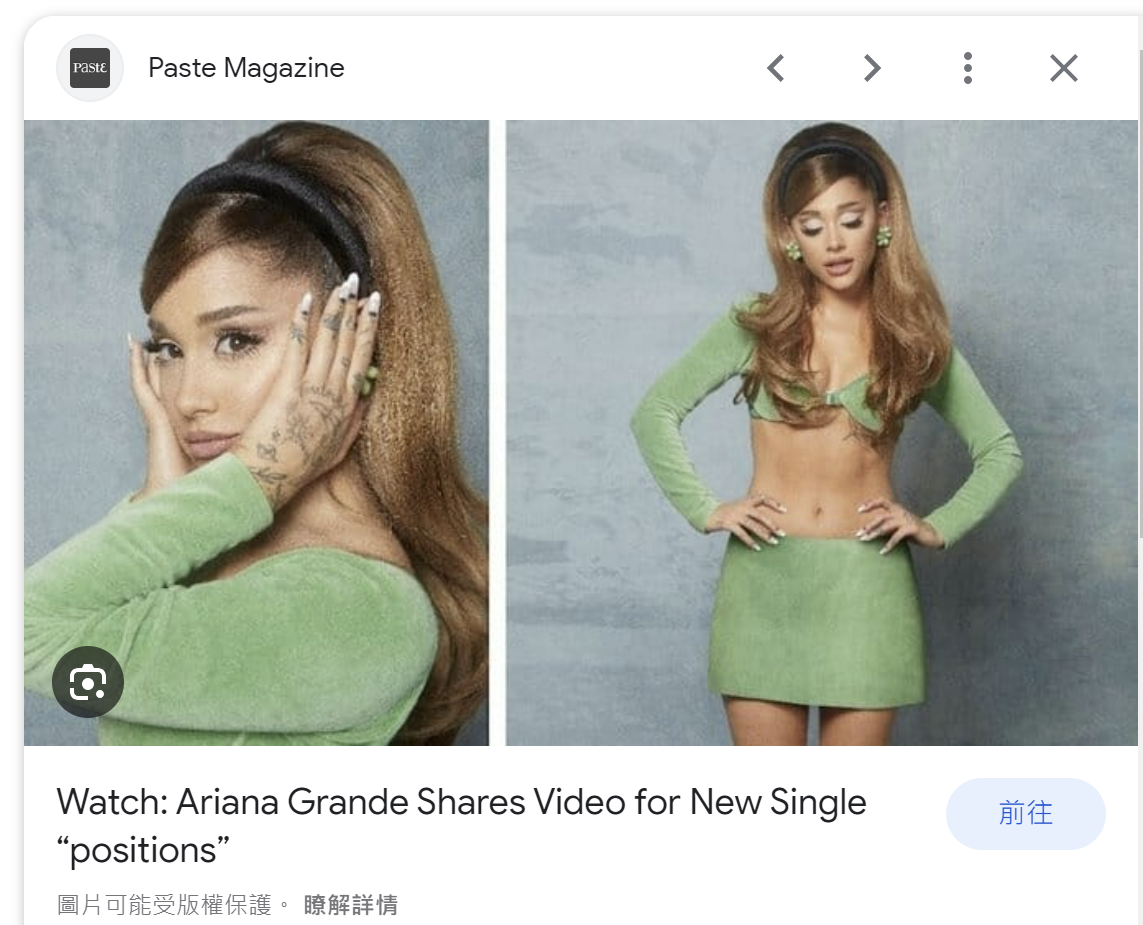 Paste
Paste Magazine
Watch: Ariana Grande Shares Video for New Single
“positions”
前往
圖片可能受版權保護。 瞭解詳情